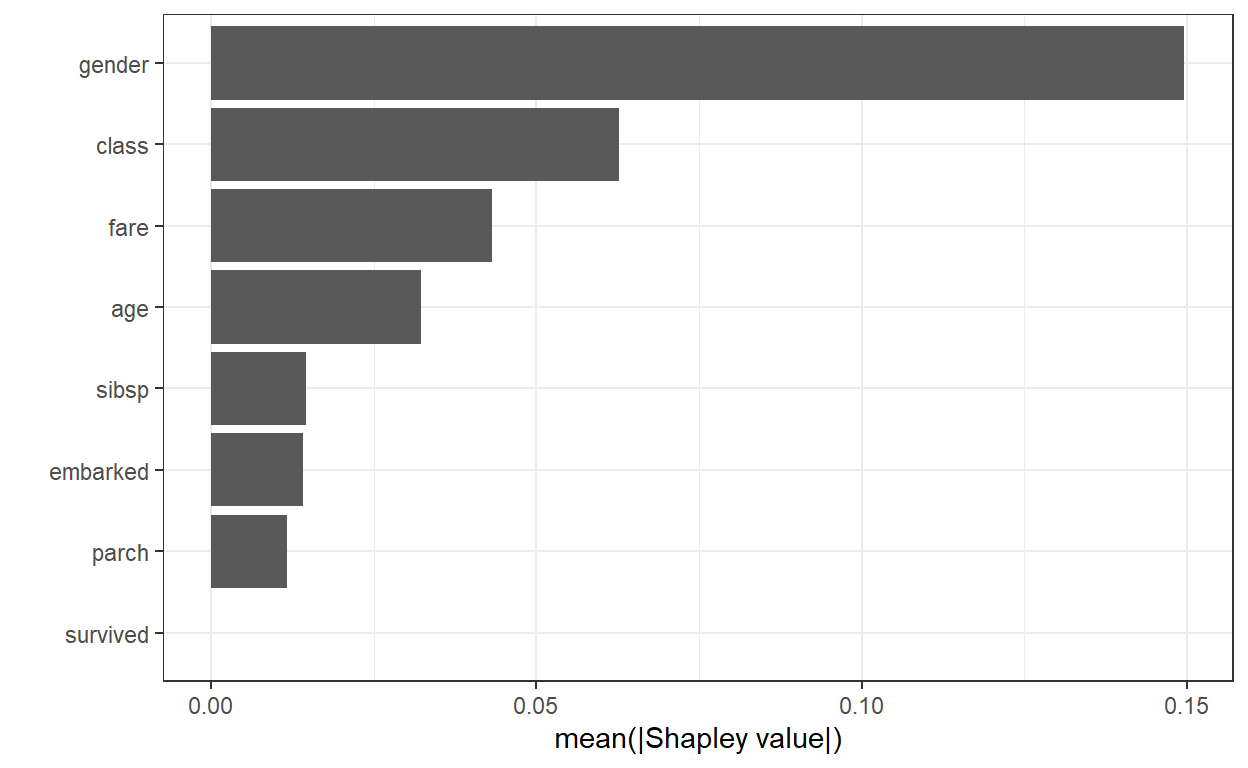 gender
class
fare
age
sibsp
embarked
parch
survived
0.00 0.05 0.10 0.15
mean(|Shapley value|)